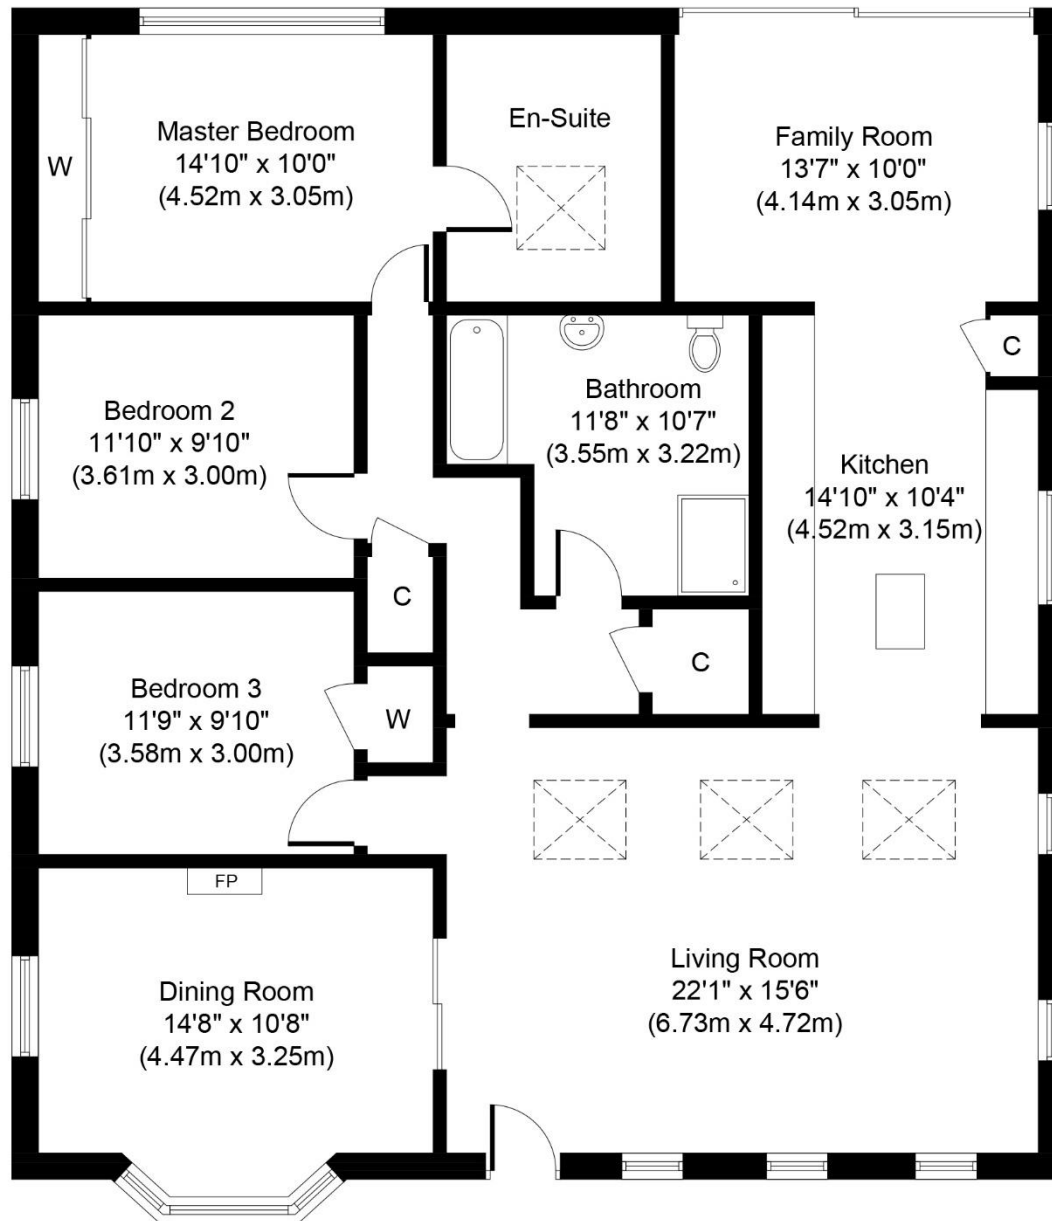 Master Bedroom
14'10" x 10'0"
(4.52m x 3.05m)
W
En-Suite
Family Room
13'7" x 10'0"
(4.14m x 3.05m)
C
Bedroom 2
11'10" x 9'10"
(3.61m x 3.00m)
Bathroom
11'8" x 10'7"
(3.55m x 3.22m)
Kitchen
14'10" x 10'4"
(4.52m x 3.15m)
C
C
Bedroom 3
11'9" x 9'10"
(3.58m x 3.00m)
W
FP
Dining Room
14'8" x 10'8"
(4.47m x 3.25m)
Living Room
22'1" x 15'6"
(6.73m x 4.72m)